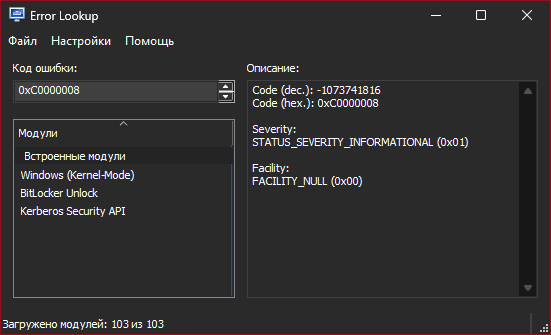 Error Lookup
Файл Настройки Помощь
Код ошибки:
0xC0000008
Модули
Встроенные модули
Windows (Kernel-Mode)
BitLocker Unlock
Kerberos Security API
Описание:
Code (dec.): -1073741816
Code (hex.): 0xC0000008
Severity:
STATUS_SEVERITY_INFORMATIONAL (0x01)
Facility:
FACILITY_NULL (0x00)
Загружено модулей: 103 из 103